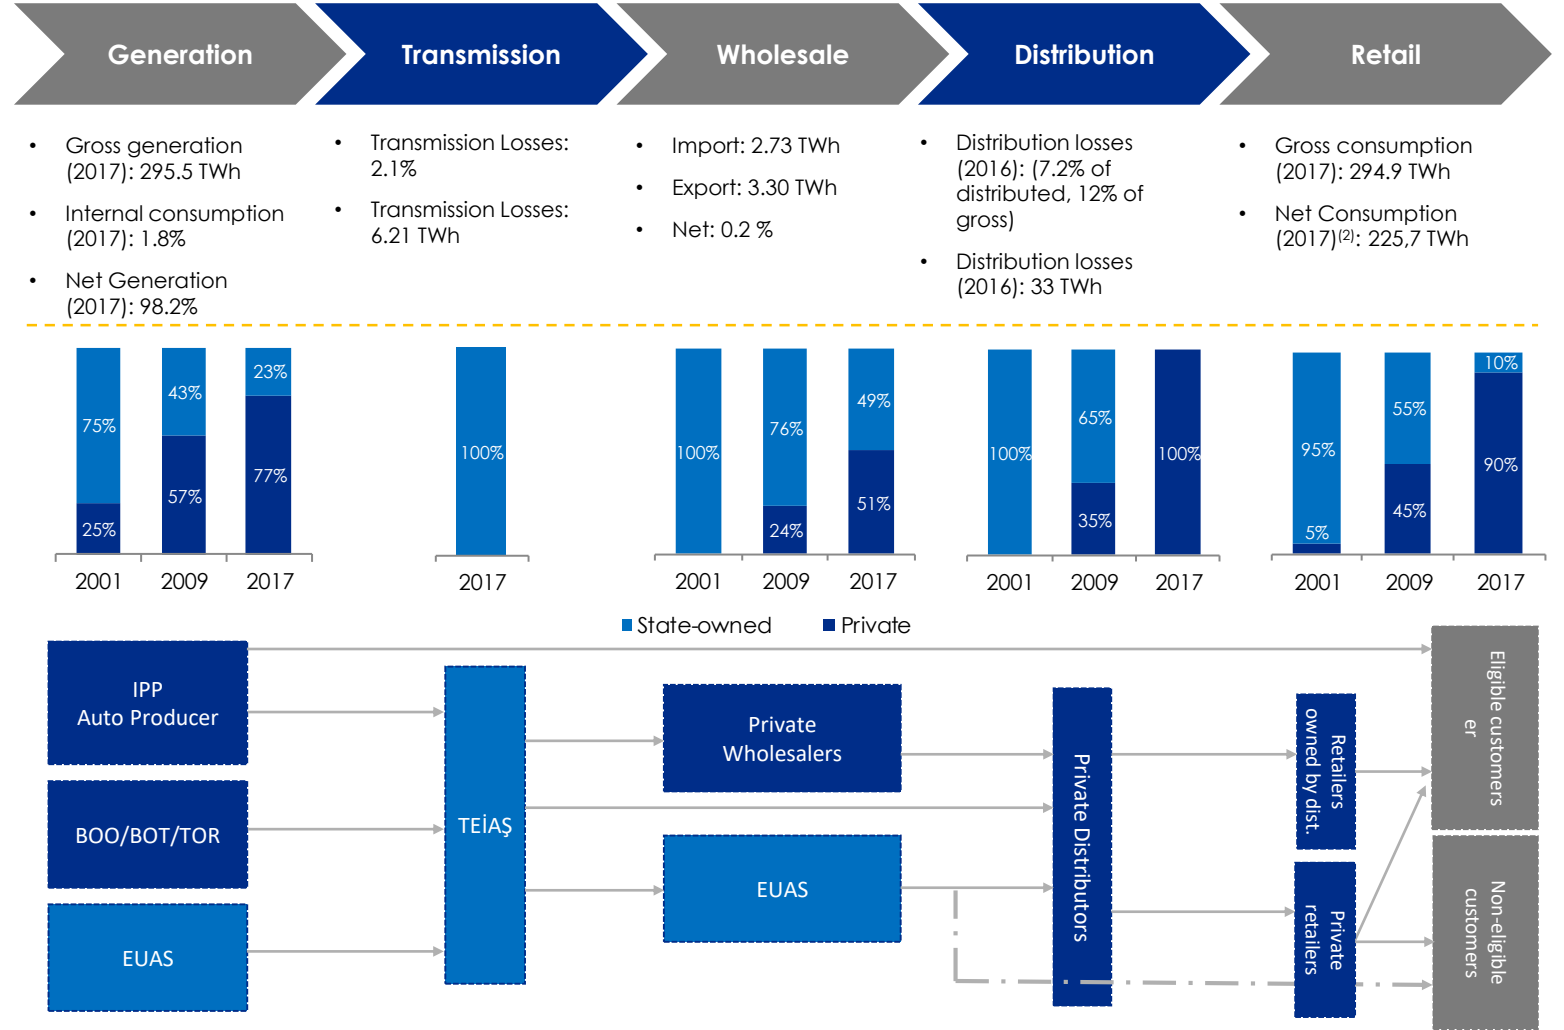 Generation
Transmission
Wholesale
Distribution
Retail
• Gross generation
(2017): 295.5 TWh
• Internal consumption
(2017): 1.8%
• Net Generation
(2017): 98.2%
• Transmission Losses:
2.1%
• Transmission Losses:
6.21 TWh
• Import: 2.73 TWh
• Export: 3.30 TWh
• Net: 0.2 %
• Distribution losses
(2016): (7.2% of
distributed, 12% of
gross)
• Distribution losses
(2016): 33 TWh
• Gross consumption
(2017): 294.9 TWh
• Net Consumption
(2017)(2): 225,7 TWh
75%
25%
43%
57%
23%
77%
2001 2009 2017
100%
2017
100%
76%
24%
49%
51%
2001 2009 2017
100%
65%
35%
100%
2001 2009 2017
95%
5%
55%
45%
10%
90%
2001 2009 2017
State-owned
Private
IPP
Auto Producer
BOO/BOT/TOR
EUAS
TEİAŞ
Private
Wholesalers
EUAS
Private Distributors
Retailers
owned by dist.
Private
retailers
Eligible customers
er
Non-eligible
customers